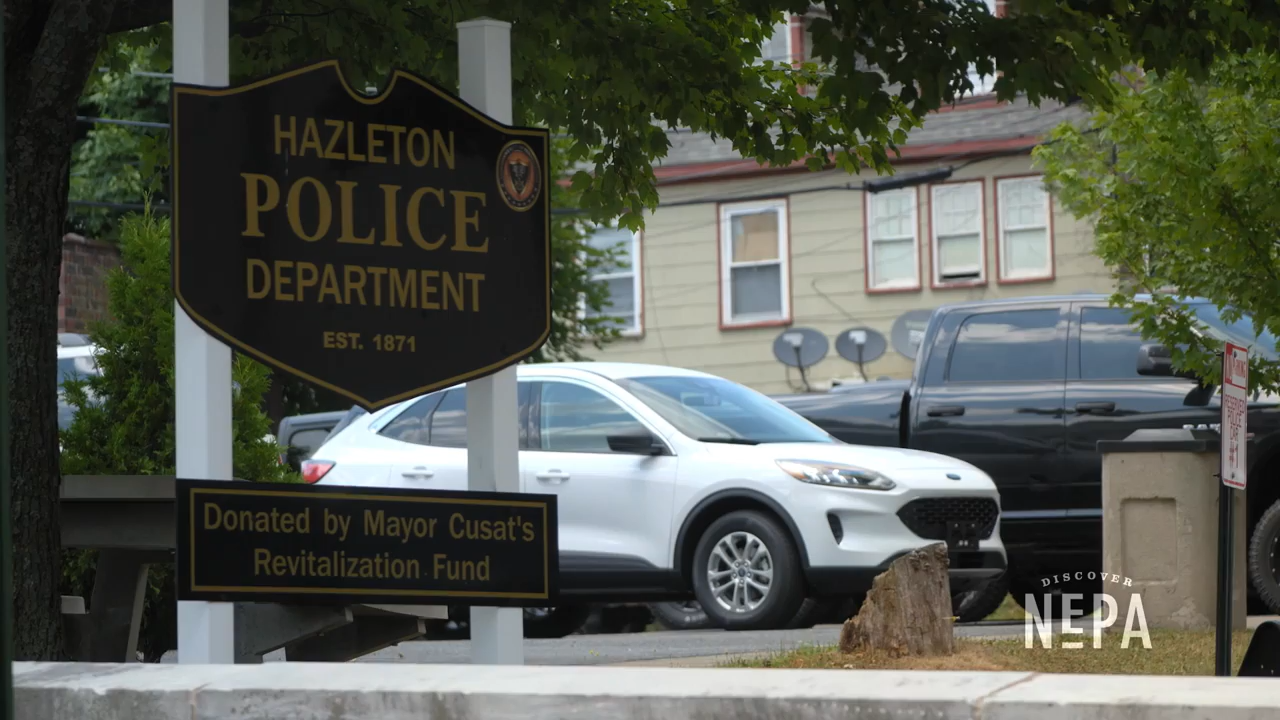 HAZLETON
POLICE
DEPARTMENT
EST. 1871
Donated by Mayor Cusat's
Revitalization Fund
DISCOVER
NEPA